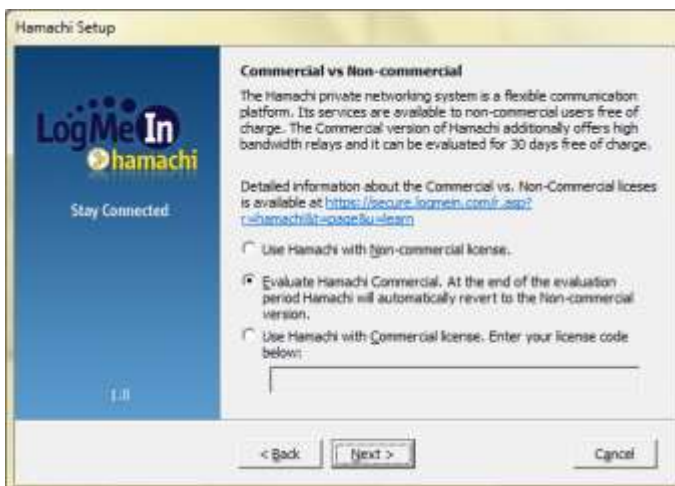 Hamachi Setup
LogMeIn
hamachi
Stay Connected
1.0
Commercial vs Non-commercial
The Hamachi private networking system is a flexible communication
platform. Its services are available to non-commercial users free of
charge. The Commercial version of Hamachi additionally offers high
bandwidth relays and it can be evaluated for 30 days free of charge.
Detailed information about the Commercial vs. Non-Commercial liceses
is available at https://secure.logmein.com/r.asp?
r=hamachi&t=page&u=learn
Use Hamachi with Non-commercial license.
Evaluate Hamachi Commercial. At the end of the evaluation
period Hamachi will automatically revert to the Non-commercial
version.
Use Hamachi with Commercial license. Enter your license code
below:
< Back
Next >
Cancel